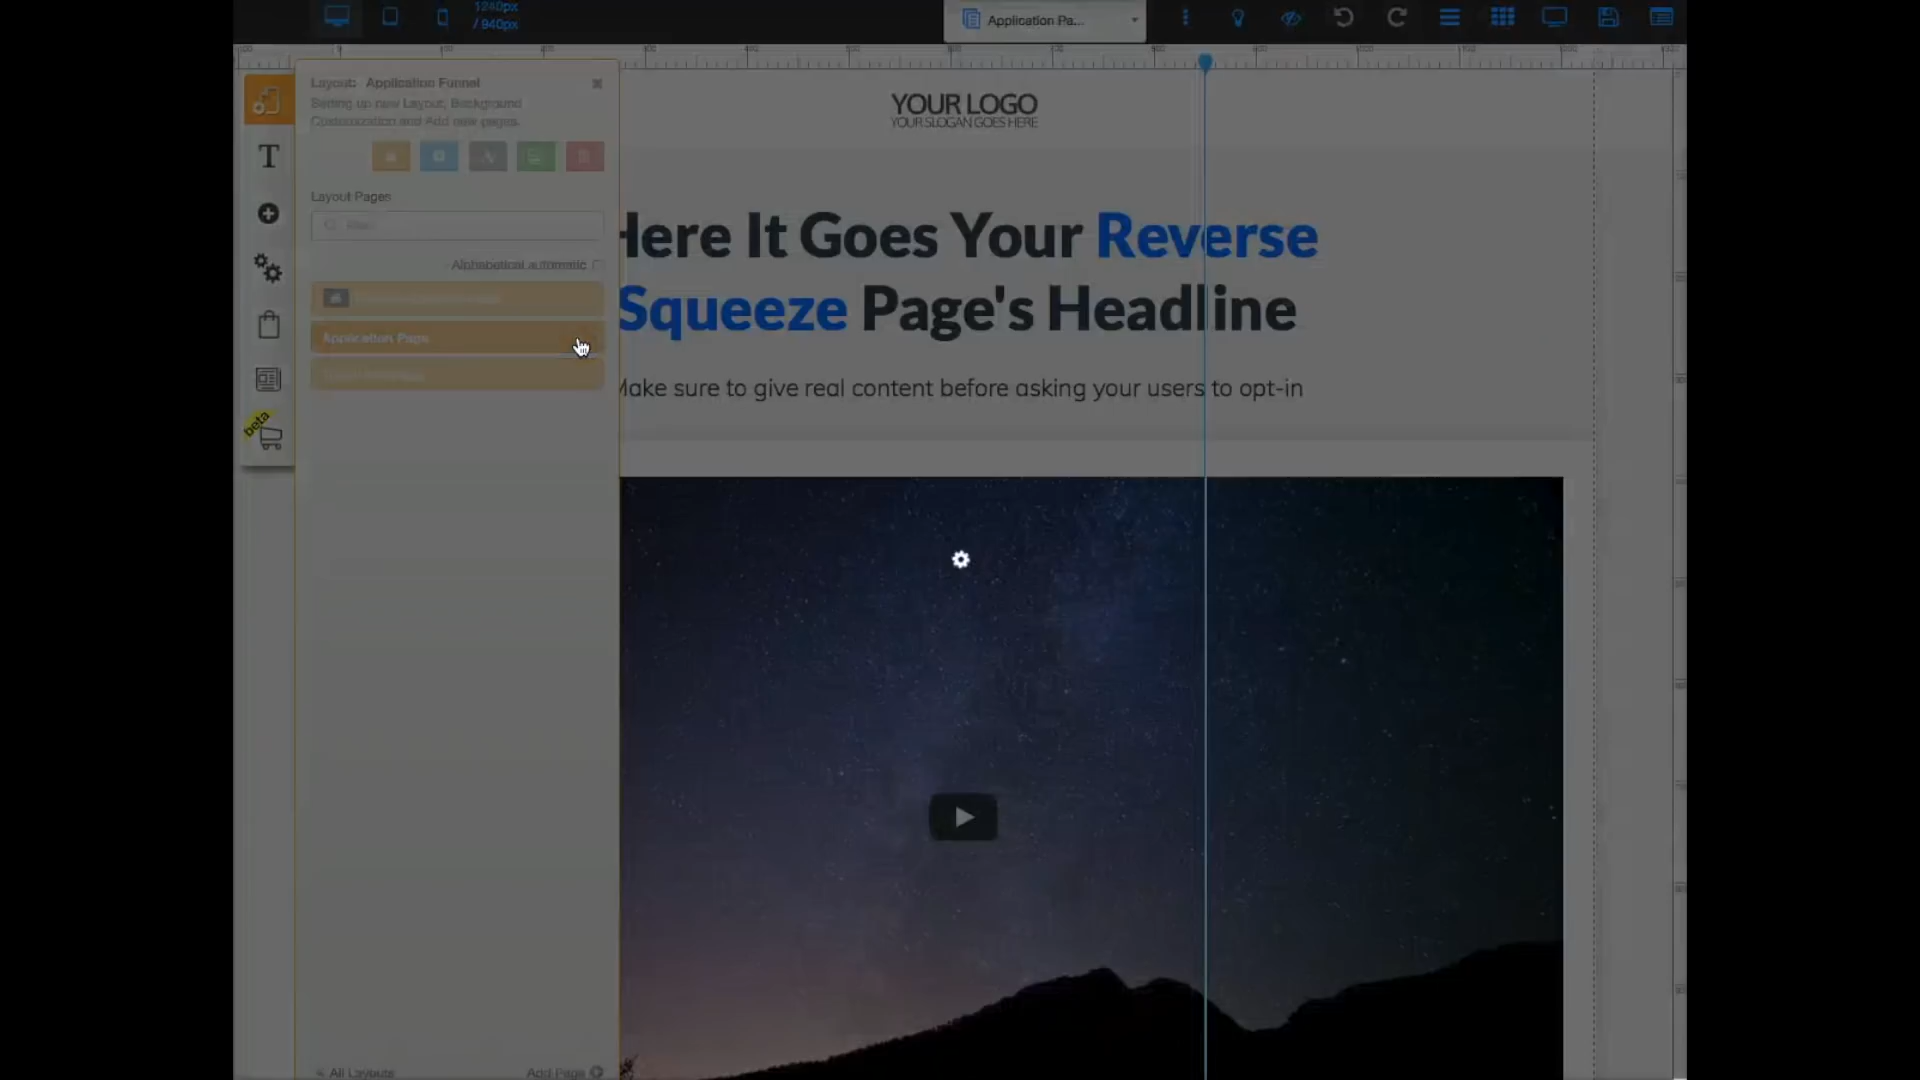 1240px
/ 940px
Application Pa...
Layout: Application Funnel
Setting up new Layout, Background
Customization and Add new pages.
Layout Pages
Alphabetical automatic
Application Page
All Layouts
Add Page
beta
YOUR LOGO
YOUR SLOGAN GOES HERE
Here It Goes Your Reverse
Squeeze Page's Headline
Make sure to give real content before asking your users to opt-in